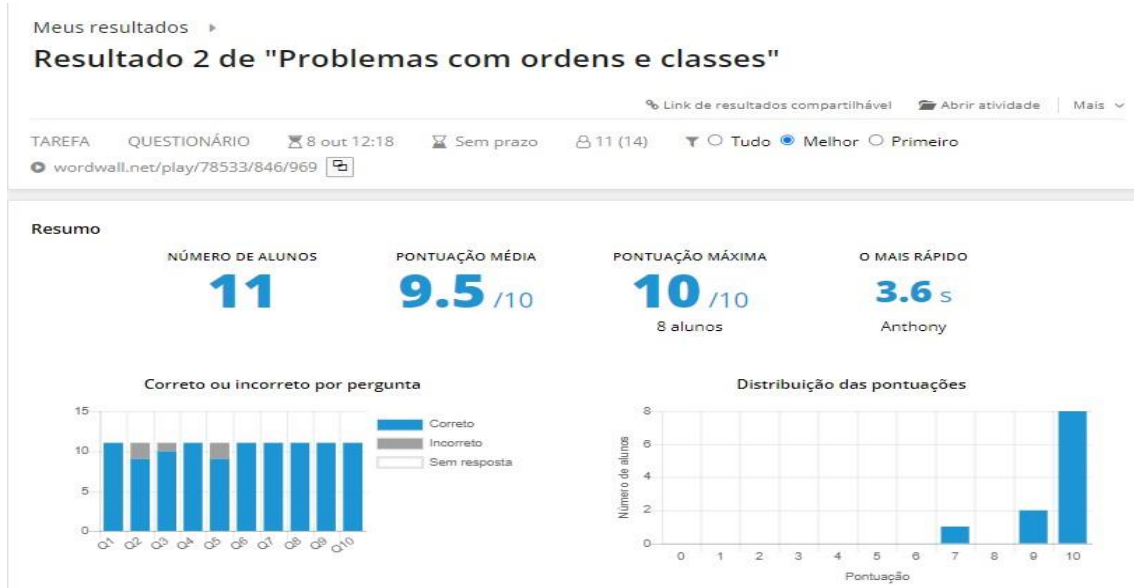 Meus resultados
Resultado 2 de "Problemas com ordens e classes"
Link de resultados compartilhável Abrir atividade Mais
TAREFA QUESTIONÁRIO 8 out 12:18 Sem prazo 11 (14) Tudo Melhor Primeiro
wordwall.net/play/78533/846/969
Resumo
NÚMERO DE ALUNOS PONTUAÇÃO MÉDIA PONTUAÇÃO MÁXIMA O MAIS RÁPIDO
11 9.5 /10 10 /10 3.6 s
8 alunos Anthony
Correto ou incorreto por pergunta
15
10
5
0
Q1 Q2 Q3 Q4 Q5 Q6 Q7 Q8 Q9 Q10
Correto
Incorreto
Sem resposta
Distribuição das pontuações
Número de alunos
8
6
4
2
0
0 1 2 3 4 5 6 7 8 9 10
Pontuação